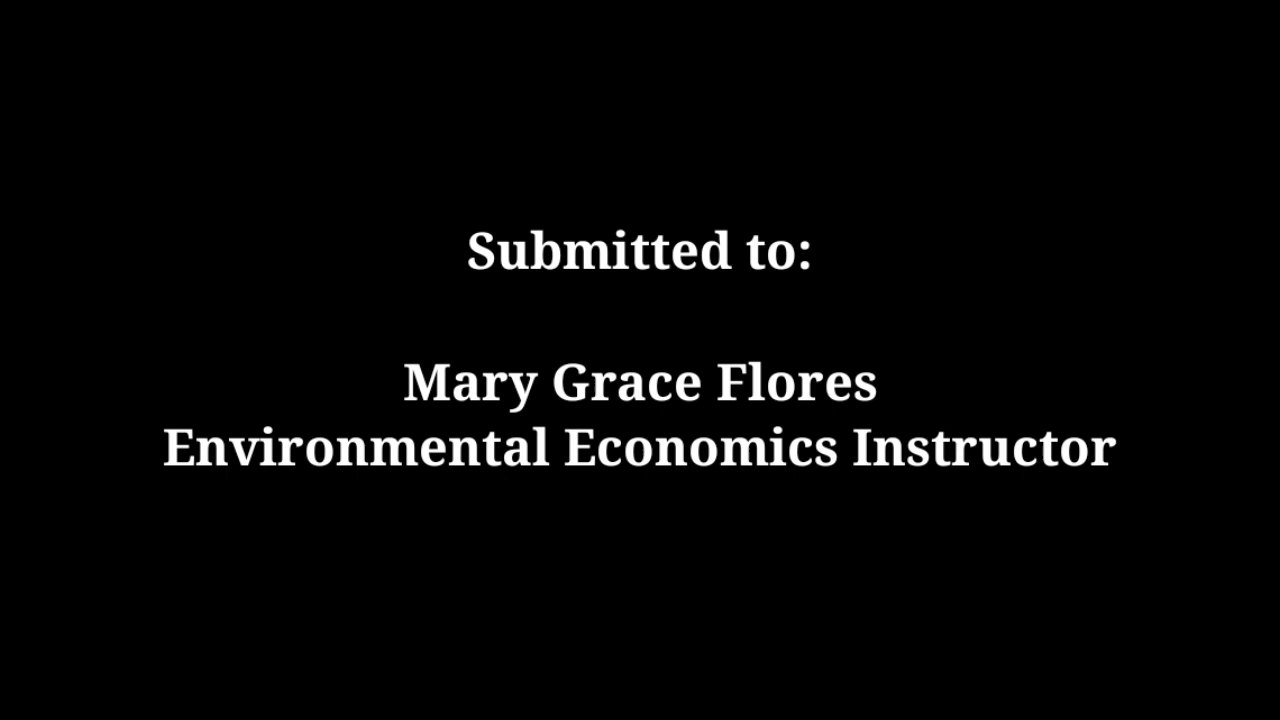 Submitted to:
Mary Grace Flores
Environmental Economics Instructor